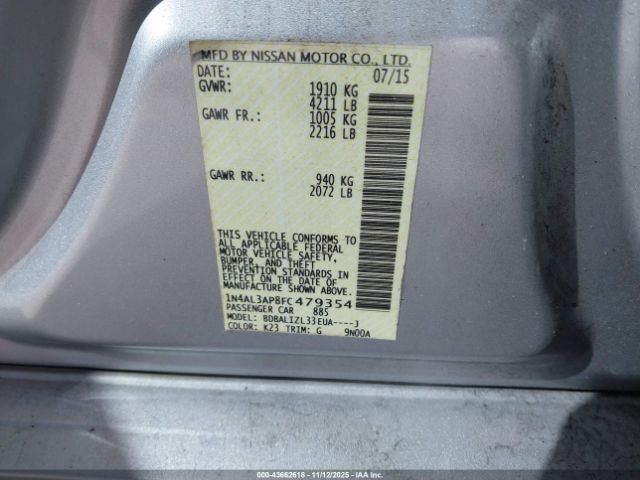 MFD BY NISSAN MOTOR CO., LTD.
DATE: 07/15
GVWR: 1910 KG
4211 LB
GAWR FR.: 1005 KG
2216 LB
GAWR RR.: 940 KG
2072 LB
THIS VEHICLE CONFORMS TO
ALL APPLICABLE FEDERAL
MOTOR VEHICLE SAFETY,
BUMPER, AND THEFT
PREVENTION STANDARDS IN
EFFECT ON THE DATE OF
MANUFACTURE SHOWN ABOVE.
1N4AL3AP8FC479354
PASSENGER CAR 885
MODEL: BDBALIZL33EUA----J
COLOR: K23 TRIM: G 9N00A
000-43662618 - 11/12/2025 - IAA Inc.